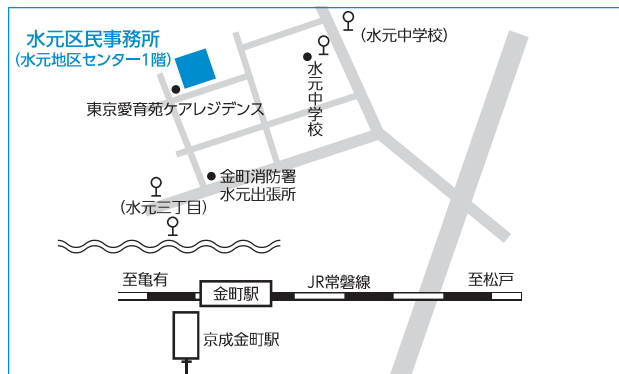 水元区民事務所
(水元地区センター1階)
(水元中学校)
水元中学校
東京愛育苑ケアレジデンス
金町消防署
水元出張所
(水元三丁目)
至亀有
金町駅
JR常磐線
至松戸
京成金町駅